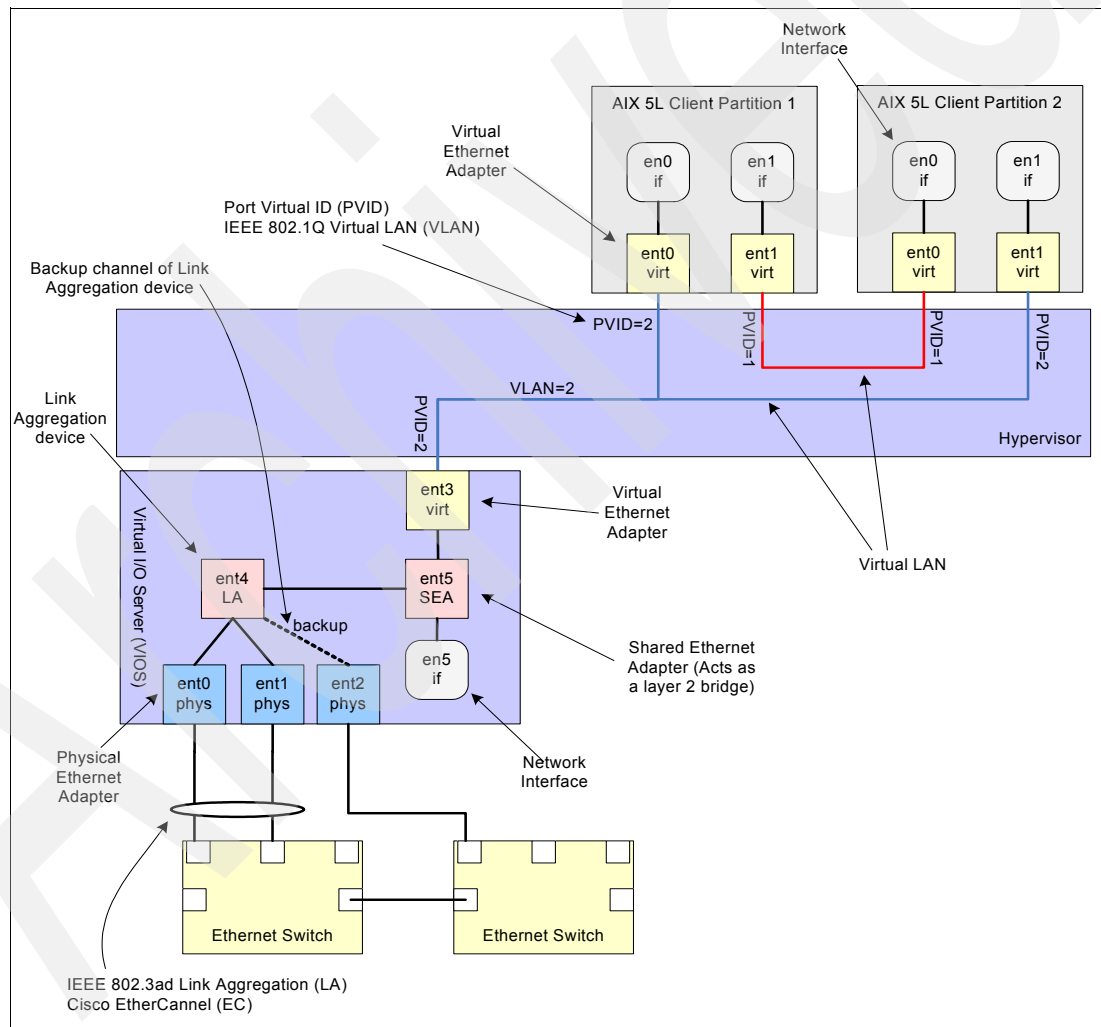 Network
Interface
AIX 5L Client Partition 1
AIX 5L Client Partition 2
Virtual
Ethernet
Adapter
en0
if
en1
if
en0
if
en1
if
Port Virtual ID (PVID)
IEEE 802.1Q Virtual LAN (VLAN)
ent0
virt
ent1
virt
ent0
virt
ent1
virt
Backup channel of Link
Aggregation device
PVID=2
PVID=1
PVID=1
PVID=2
VLAN=2
Link
Aggregation
device
PVID=2
Hypervisor
ent3
virt
Virtual
Ethernet
Adapter
Virtual I/O Server (VIOS)
ent4
LA
ent5
SEA
Virtual LAN
backup
Shared Ethernet
Adapter (Acts as
a layer 2 bridge)
en5
if
ent0
phys
ent1
phys
ent2
phys
Physical
Ethernet
Adapter
Network
Interface
Ethernet Switch
Ethernet Switch
IEEE 802.3ad Link Aggregation (LA)
Cisco EtherCannel (EC)